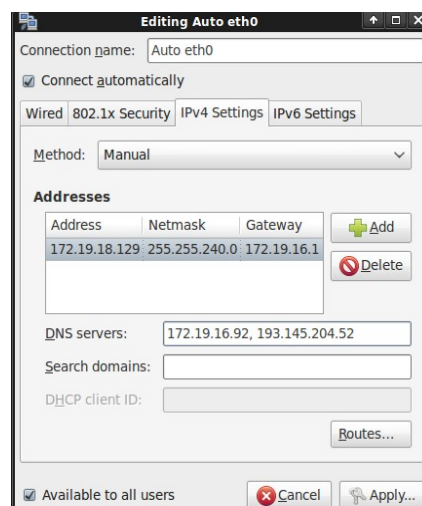 Editing Auto eth0
Connection name: Auto eth0
Connect automatically
Wired 802.1x Security IPv4 Settings IPv6 Settings
Method: Manual
Addresses
Address Netmask Gateway
172.19.18.129 255.255.240.0 172.19.16.1
Add
Delete
DNS servers: 172.19.16.92, 193.145.204.52
Search domains:
DHCP client ID:
Routes...
Available to all users Cancel Apply...